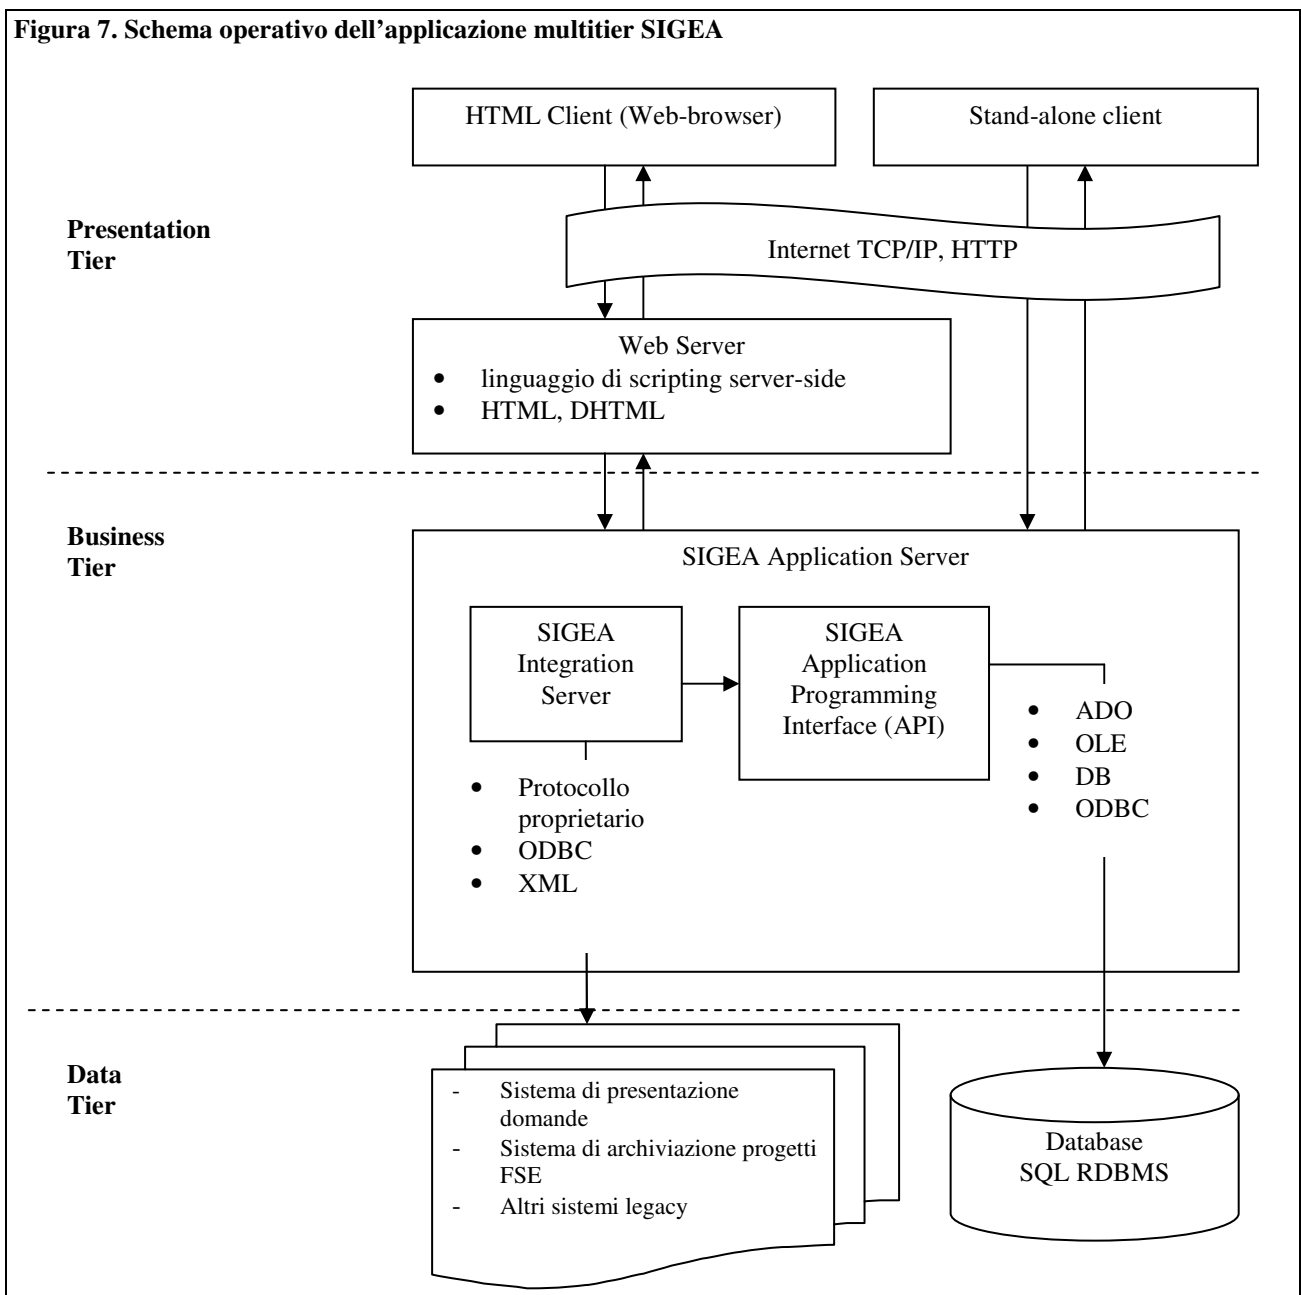 Figura 7. Schema operativo dell'applicazione multitier SIGEA
HTML Client (Web-browser)
Stand-alone client
Presentation
Tier
Internet TCP/IP, HTTP
Web Server
• linguaggio di scripting server-side
• HTML, DHTML
Business
Tier
SIGEA Application Server
SIGEA
Integration
Server
SIGEA
Application
Programming
Interface (API)
• ADO
• OLE
• DB
• ODBC
• Protocollo
proprietario
• ODBC
• XML
Data
Tier
- Sistema di presentazione
domande
- Sistema di archiviazione progetti
FSE
- Altri sistemi legacy
Database
SQL RDBMS